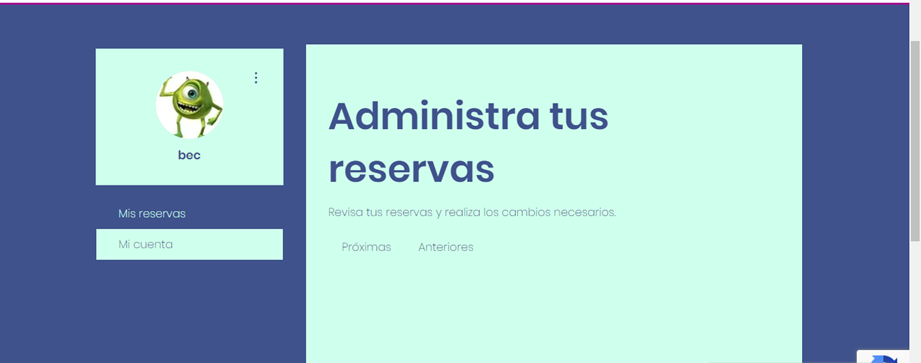 bec
Mis reservas
Mi cuenta
Administra tus
reservas
Revisa tus reservas y realiza los cambios necesarios.
Próximas
Anteriores